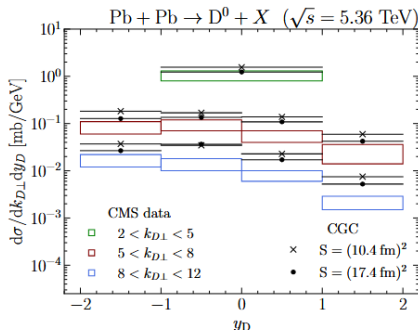 Pb + Pb → D⁰ + X (√s = 5.36 TeV)
dσ/dk_{D⊥}dy_D [mb/GeV]
10²
10¹
10⁰
10⁻¹
10⁻²
10⁻³
10⁻⁴
CMS data
2 < k_{D⊥} < 5
5 < k_{D⊥} < 8
8 < k_{D⊥} < 12
CGC
S = (10.4 fm)²
S = (17.4 fm)²
−2 −1 0 1 2
y_D